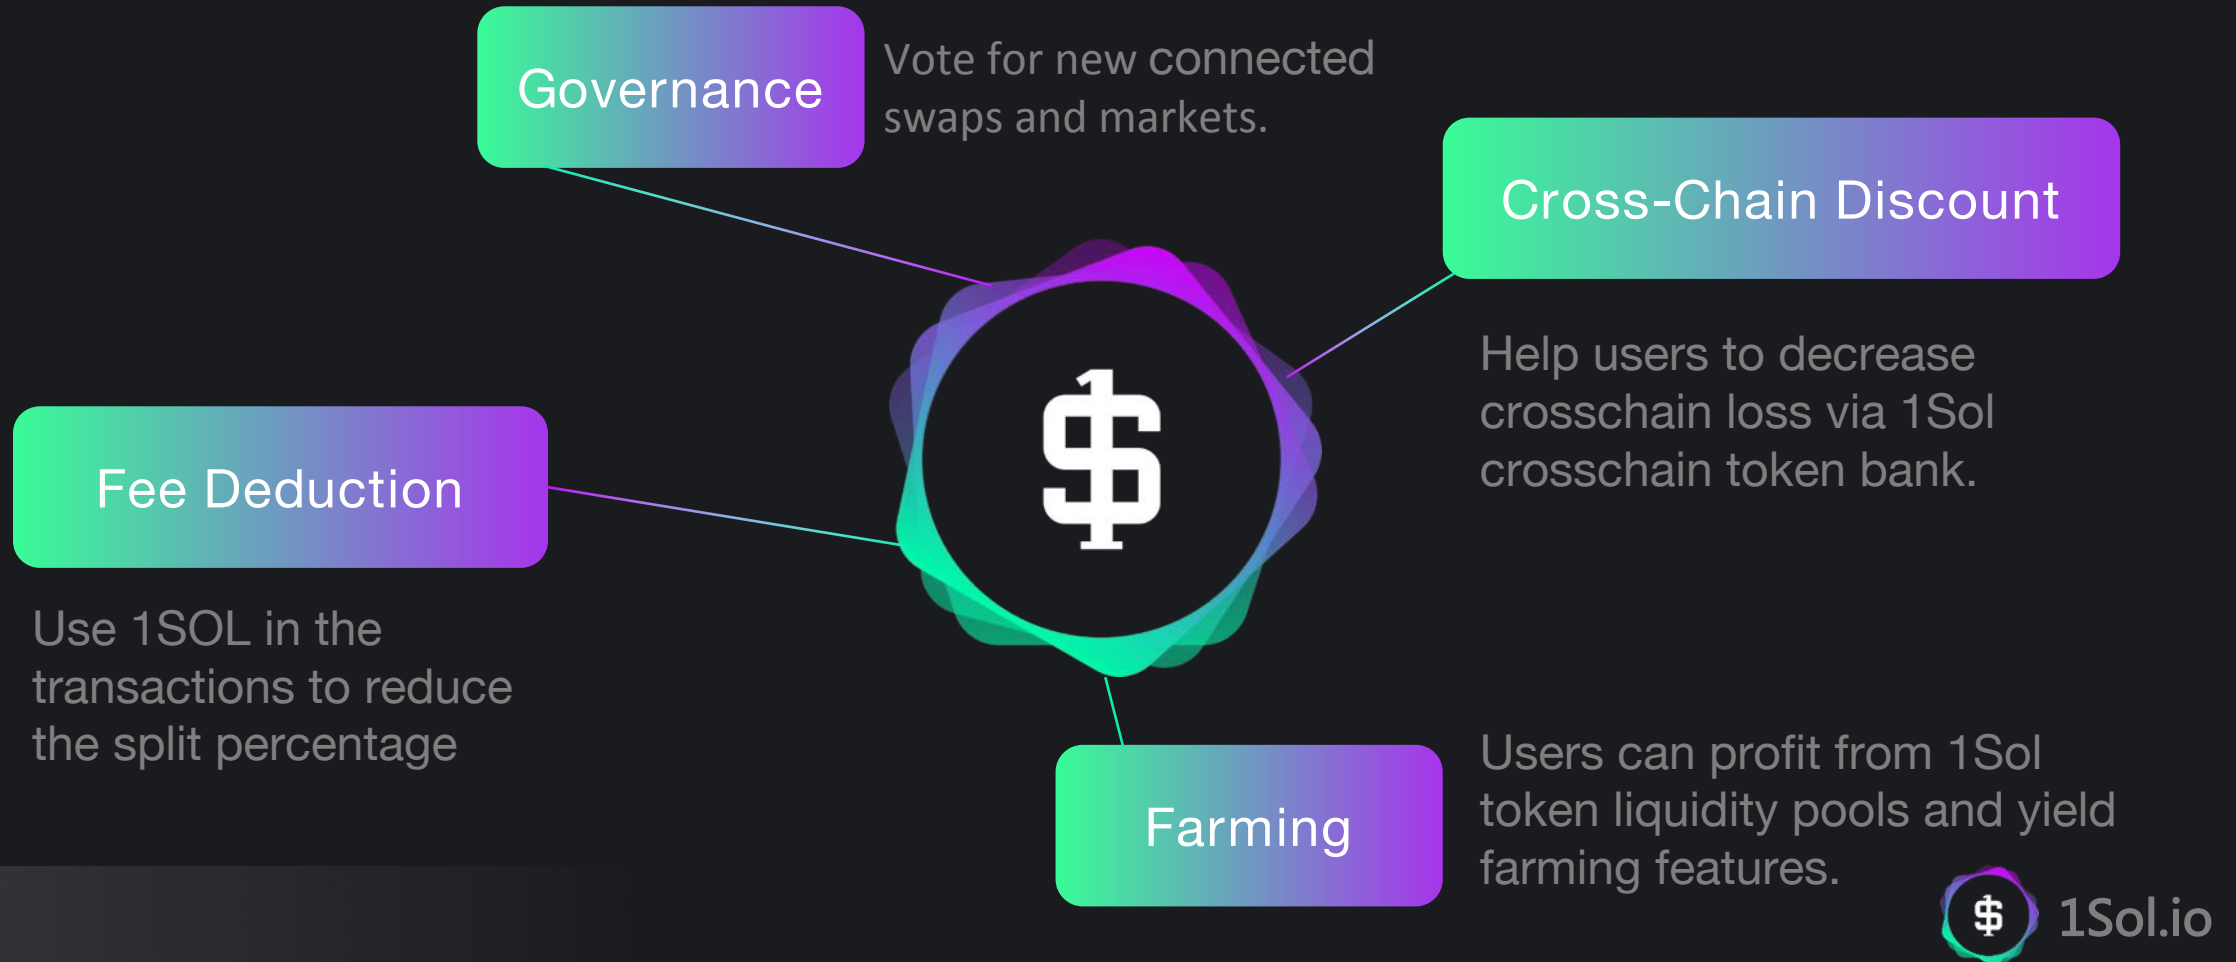 Governance
Vote for new connected
swaps and markets.
Cross-Chain Discount
Help users to decrease
crosschain loss via 1Sol
crosschain token bank.
Fee Deduction
Use 1SOL in the
transactions to reduce
the split percentage
Farming
Users can profit from 1Sol
token liquidity pools and yield
farming features.
1Sol.io